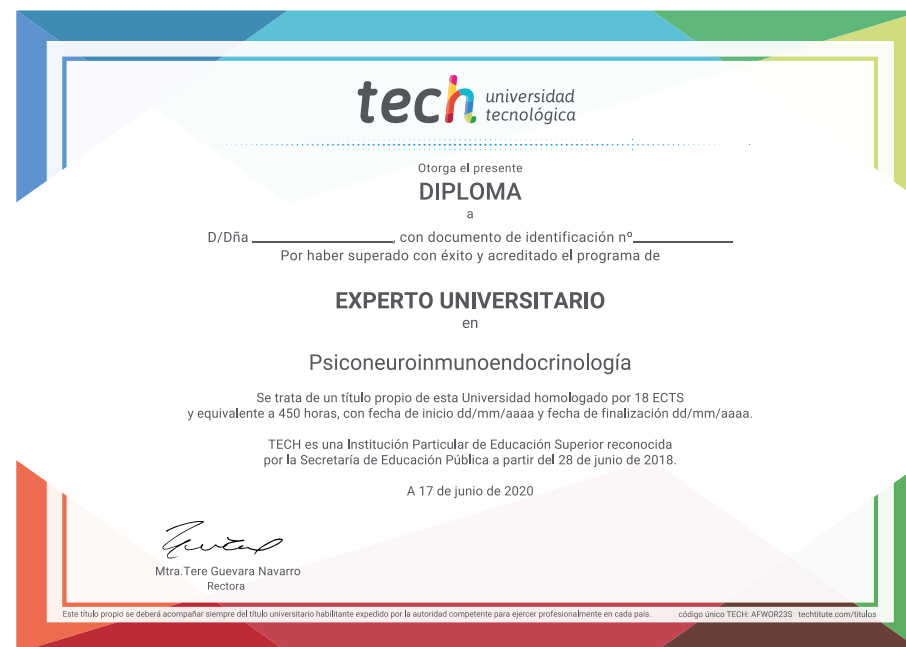 tech universidad
tecnológica
Otorga el presente
DIPLOMA
a
D/Dña ____________________, con documento de identificación nº______________
Por haber superado con éxito y acreditado el programa de
EXPERTO UNIVERSITARIO
en
Psiconeuroinmunoendocrinología
Se trata de un título propio de esta Universidad homologado por 18 ECTS
y equivalente a 450 horas, con fecha de inicio dd/mm/aaaa y fecha de finalización dd/mm/aaaa.
TECH es una Institución Particular de Educación Superior reconocida
por la Secretaría de Educación Pública a partir del 28 de junio de 2018.
A 17 de junio de 2020
Mtra.Tere Guevara Navarro
Rectora
Este título propio se deberá acompañar siempre del título universitario habilitante expedido por la autoridad competente para ejercer profesionalmente en cada país. código único TECH: AFWOR23S techtitute.com/titulos